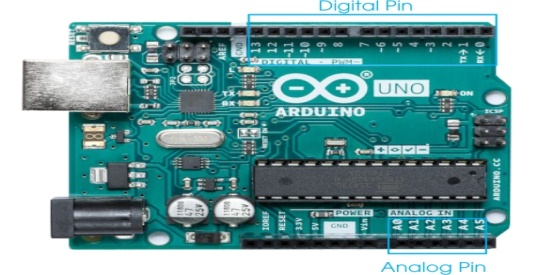 Digital Pin
AREF
GND
13
12
~11
~10
~9
8
7
~6
~5
4
~3
2
TX→1
RX←0
DIGITAL (PWM~)
TX
RX
ARDUINO
UNO
ON
ICSP
ARDUINO.CC
IOREF
RESET
3.3V
5V
GND
Vin
POWER
ANALOG IN
A0
A1
A2
A3
A4
A5
Analog Pin